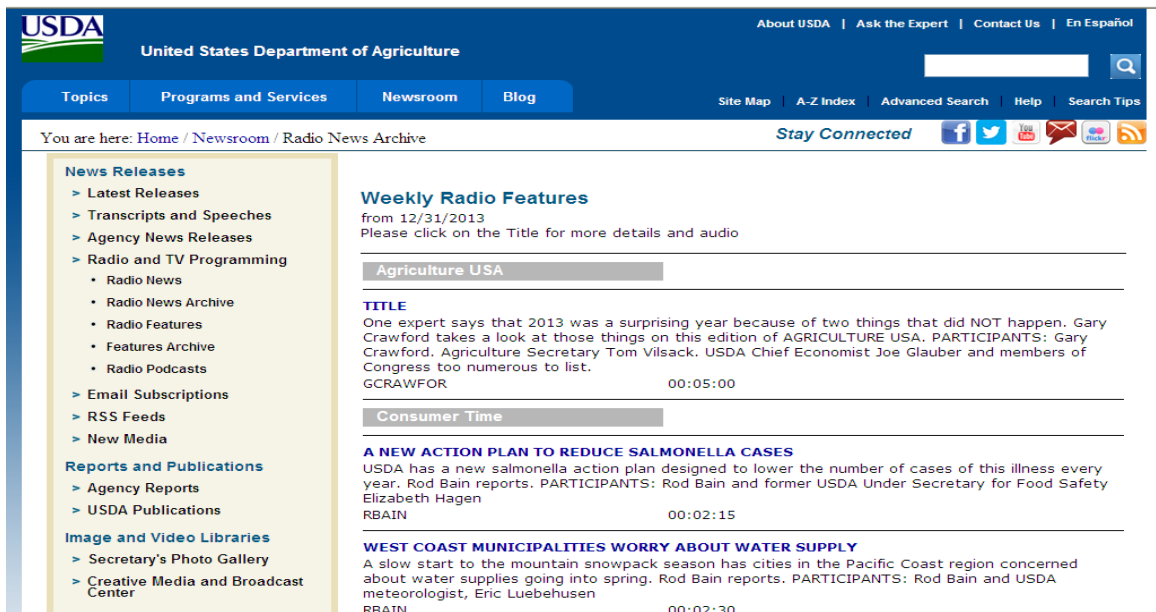 USDA
About USDA | Ask the Expert | Contact Us | En Español
United States Department of Agriculture
Topics Programs and Services Newsroom Blog
Site Map A-Z Index Advanced Search Help Search Tips
You are here: Home / Newsroom / Radio News Archive
Stay Connected
f
You Tube
flickr
News Releases
> Latest Releases
> Transcripts and Speeches
> Agency News Releases
> Radio and TV Programming
• Radio News
• Radio News Archive
• Radio Features
• Features Archive
• Radio Podcasts
> Email Subscriptions
> RSS Feeds
> New Media
Reports and Publications
> Agency Reports
> USDA Publications
Image and Video Libraries
> Secretary's Photo Gallery
> Creative Media and Broadcast
Center
Weekly Radio Features
from 12/31/2013
Please click on the Title for more details and audio
Agriculture USA
TITLE
One expert says that 2013 was a surprising year because of two things that did NOT happen. Gary
Crawford takes a look at those things on this edition of AGRICULTURE USA. PARTICIPANTS: Gary
Crawford. Agriculture Secretary Tom Vilsack. USDA Chief Economist Joe Glauber and members of
Congress too numerous to list.
GCRAWFOR 00:05:00
Consumer Time
A NEW ACTION PLAN TO REDUCE SALMONELLA CASES
USDA has a new salmonella action plan designed to lower the number of cases of this illness every
year. Rod Bain reports. PARTICIPANTS: Rod Bain and former USDA Under Secretary for Food Safety
Elizabeth Hagen
RBAIN 00:02:15
WEST COAST MUNICIPALITIES WORRY ABOUT WATER SUPPLY
A slow start to the mountain snowpack season has cities in the Pacific Coast region concerned
about water supplies going into spring. Rod Bain reports. PARTICIPANTS: Rod Bain and USDA
meteorologist, Eric Luebehusen
RBAIN 00:02:30